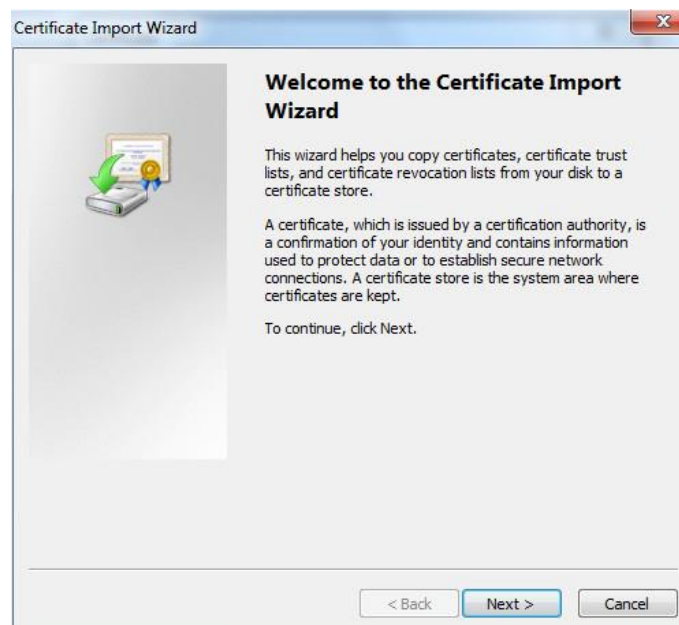 Certificate Import Wizard
X
Welcome to the Certificate Import
Wizard
This wizard helps you copy certificates, certificate trust
lists, and certificate revocation lists from your disk to a
certificate store.
A certificate, which is issued by a certification authority, is
a confirmation of your identity and contains information
used to protect data or to establish secure network
connections. A certificate store is the system area where
certificates are kept.
To continue, click Next.
< Back Next > Cancel